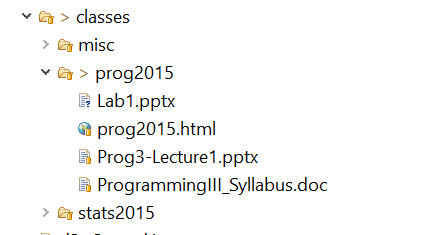 > classes
misc
> prog2015
Lab1.pptx
prog2015.html
Prog3-Lecture1.pptx
ProgrammingIII_Syllabus.doc
stats2015